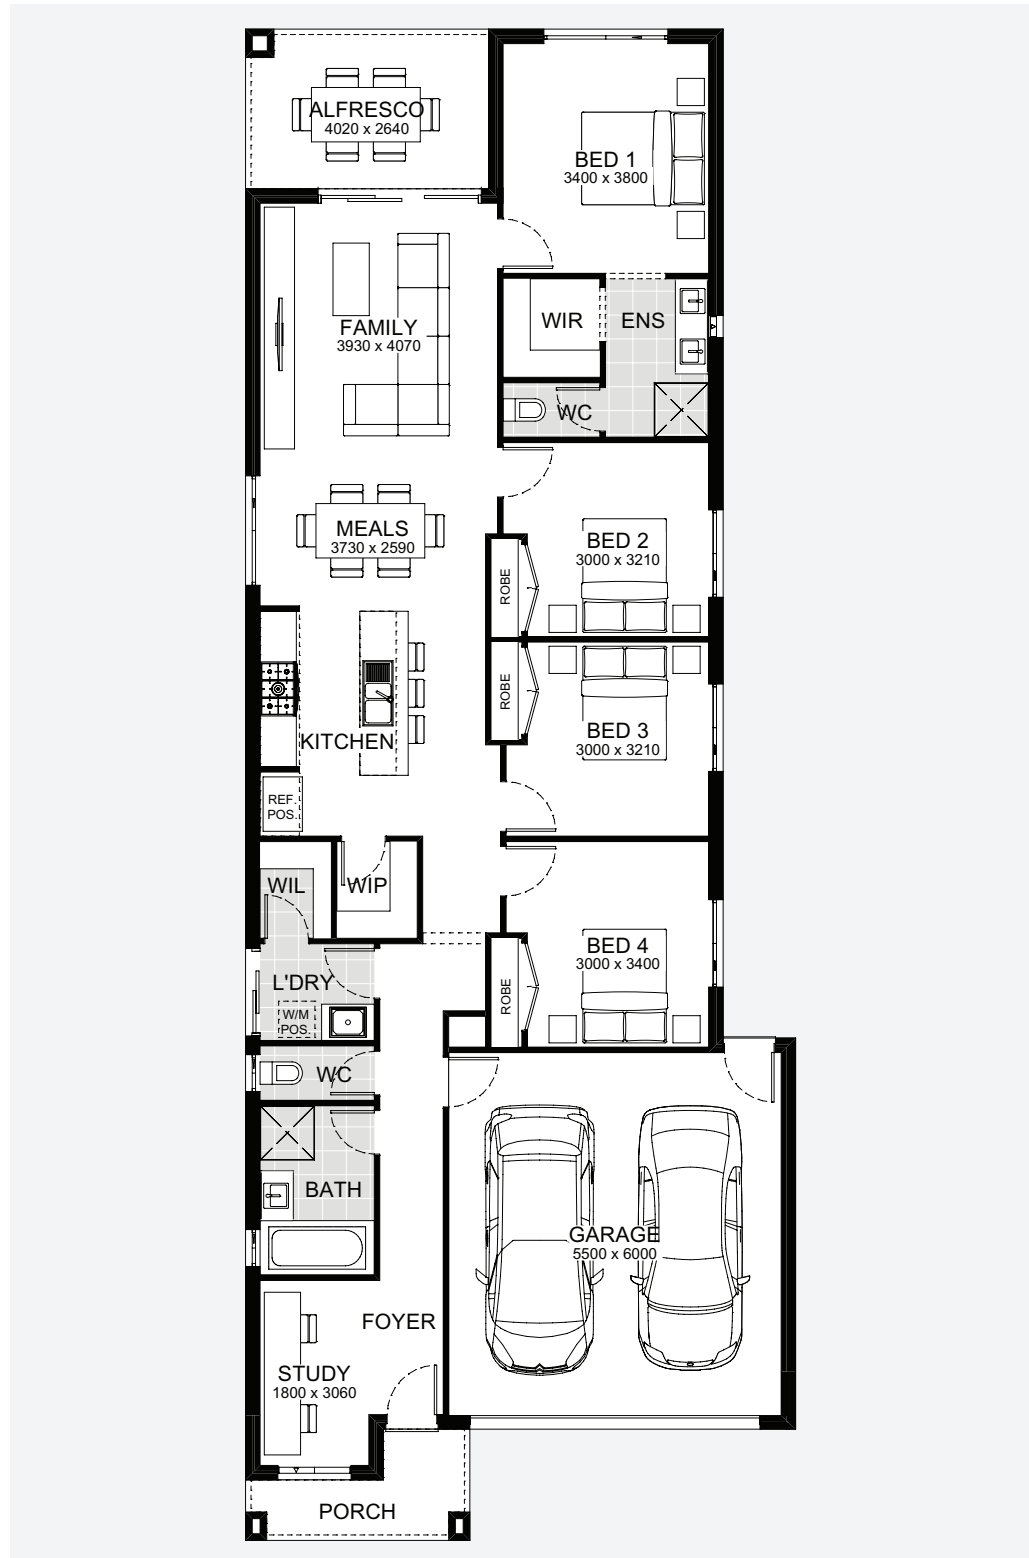 ALFRESCO
4020 x 2640
BED 1
3400 x 3800
FAMILY
3930 x 4070
WIR
ENS
WC
MEALS
3730 x 2590
BED 2
3000 x 3210
ROBE
ROBE
BED 3
3000 x 3210
KITCHEN
REF.
POS.
WIL
WIP
BED 4
3000 x 3400
ROBE
L'DRY
W/M
POS.
WC
BATH
GARAGE
5500 x 6000
FOYER
STUDY
1800 x 3060
PORCH